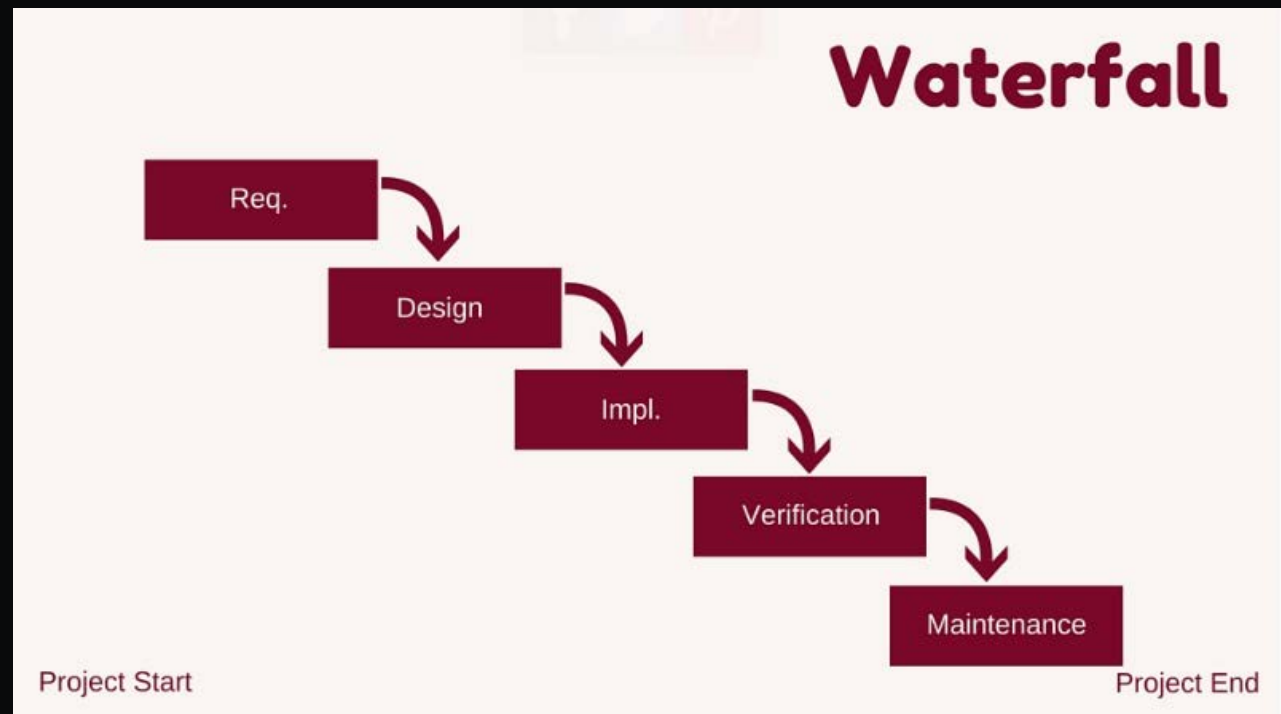 Waterfall
Req.
Design
Impl.
Verification
Maintenance
Project Start
Project End